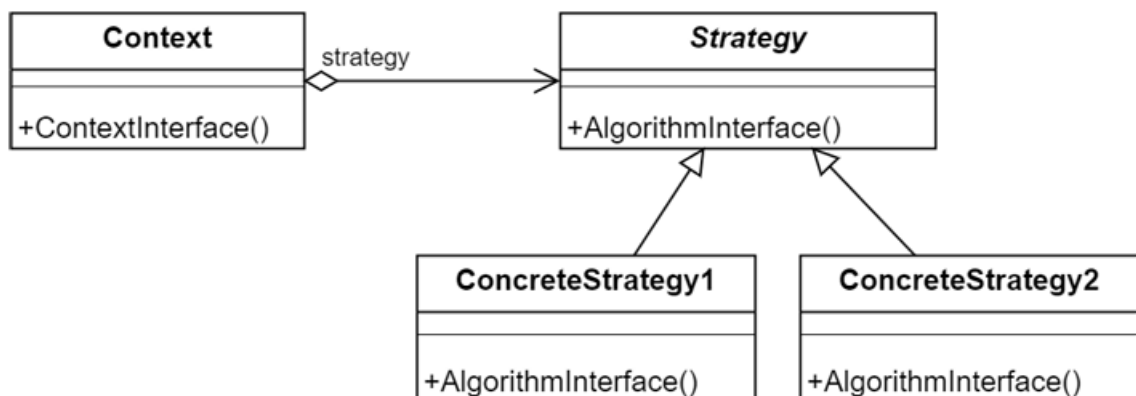 Context
strategy
Strategy
+ContextInterface()
+AlgorithmInterface()
ConcreteStrategy1
ConcreteStrategy2
+AlgorithmInterface()
+AlgorithmInterface()